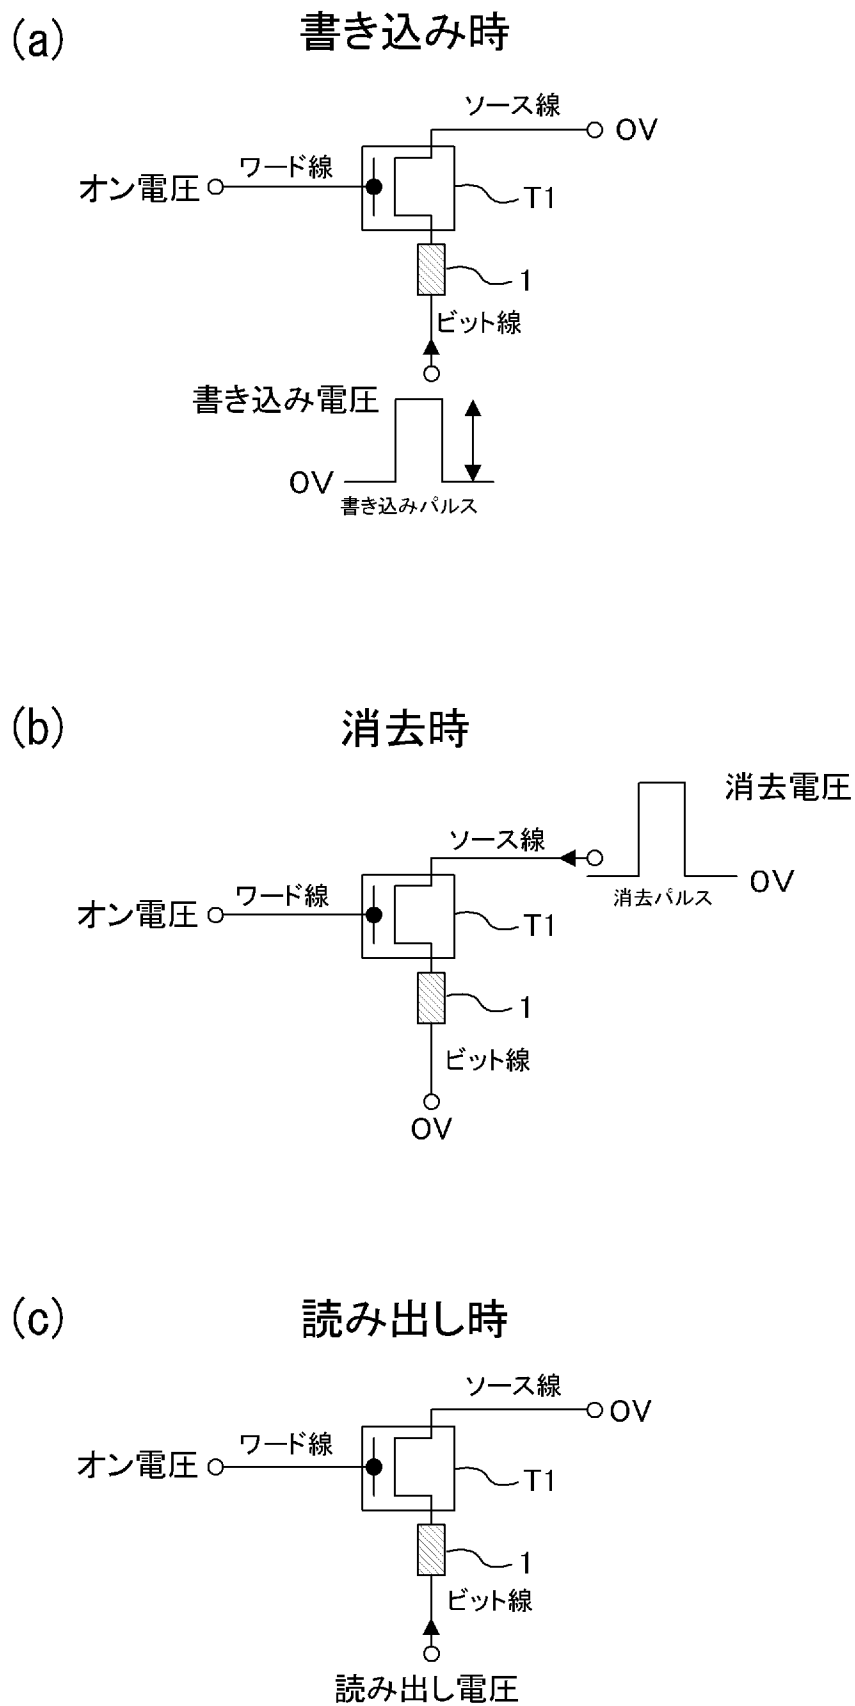 (a) 書き込み時
ソース線
0V
ワード線
オン電圧
T1
1
ビット線
書き込み電圧
0V
書き込みパルス
(b) 消去時
消去電圧
ソース線
0V
消去パルス
ワード線
オン電圧
T1
1
ビット線
0V
(c) 読み出し時
ソース線
0V
ワード線
オン電圧
T1
1
ビット線
読み出し電圧